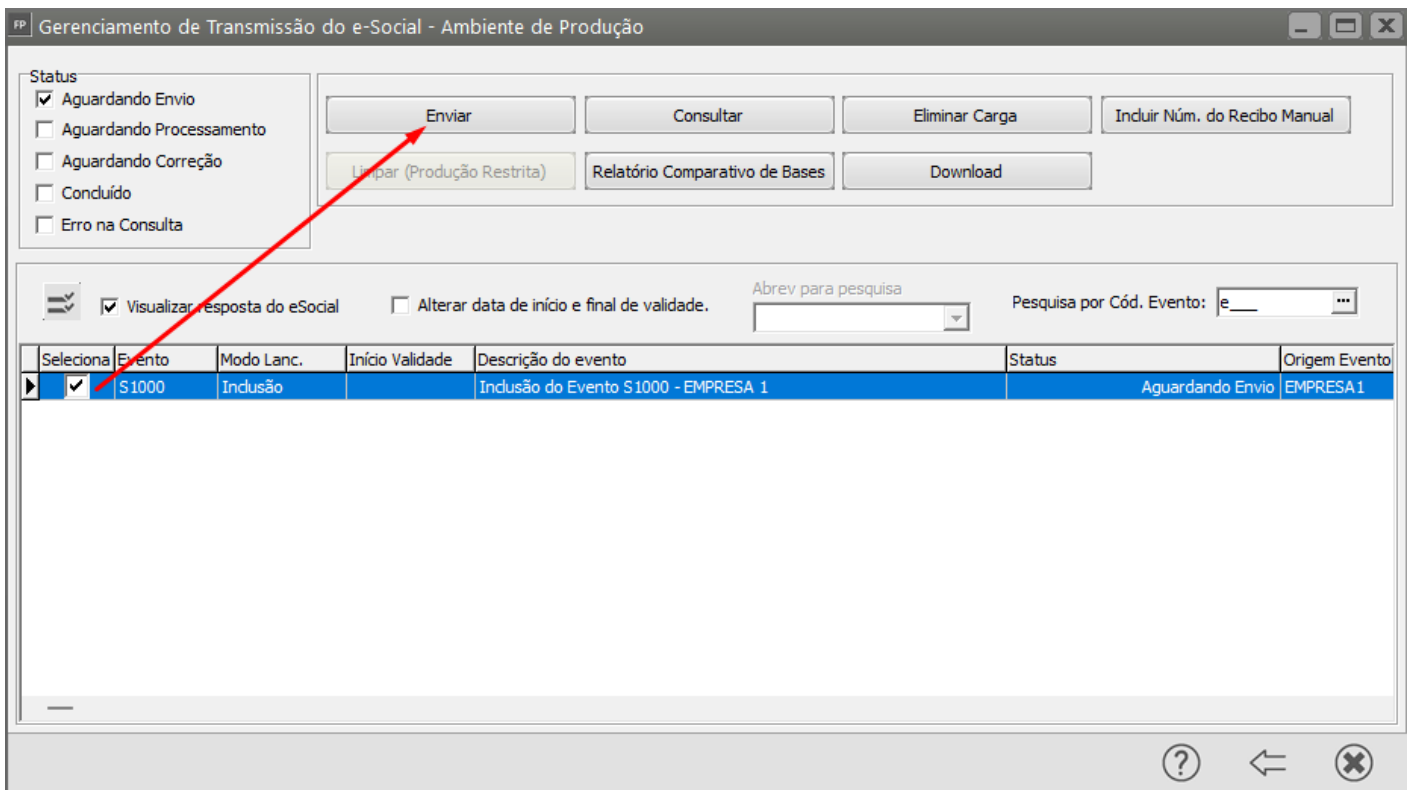 FP Gerenciamento de Transmissão do e-Social - Ambiente de Produção
Status
Aguardando Envio
Aguardando Processamento
Aguardando Correção
Concluído
Erro na Consulta
Enviar Consultar Eliminar Carga Incluir Núm. do Recibo Manual
Limpar (Produção Restrita) Relatório Comparativo de Bases Download
Visualizar resposta do eSocial Alterar data de início e final de validade. Abrev para pesquisa Pesquisa por Cód. Evento: e___ ...
Seleciona Evento Modo Lanc. Início Validade Descrição do evento Status Origem Evento
S1000 Inclusão Inclusão do Evento S1000 - EMPRESA 1 Aguardando Envio EMPRESA1